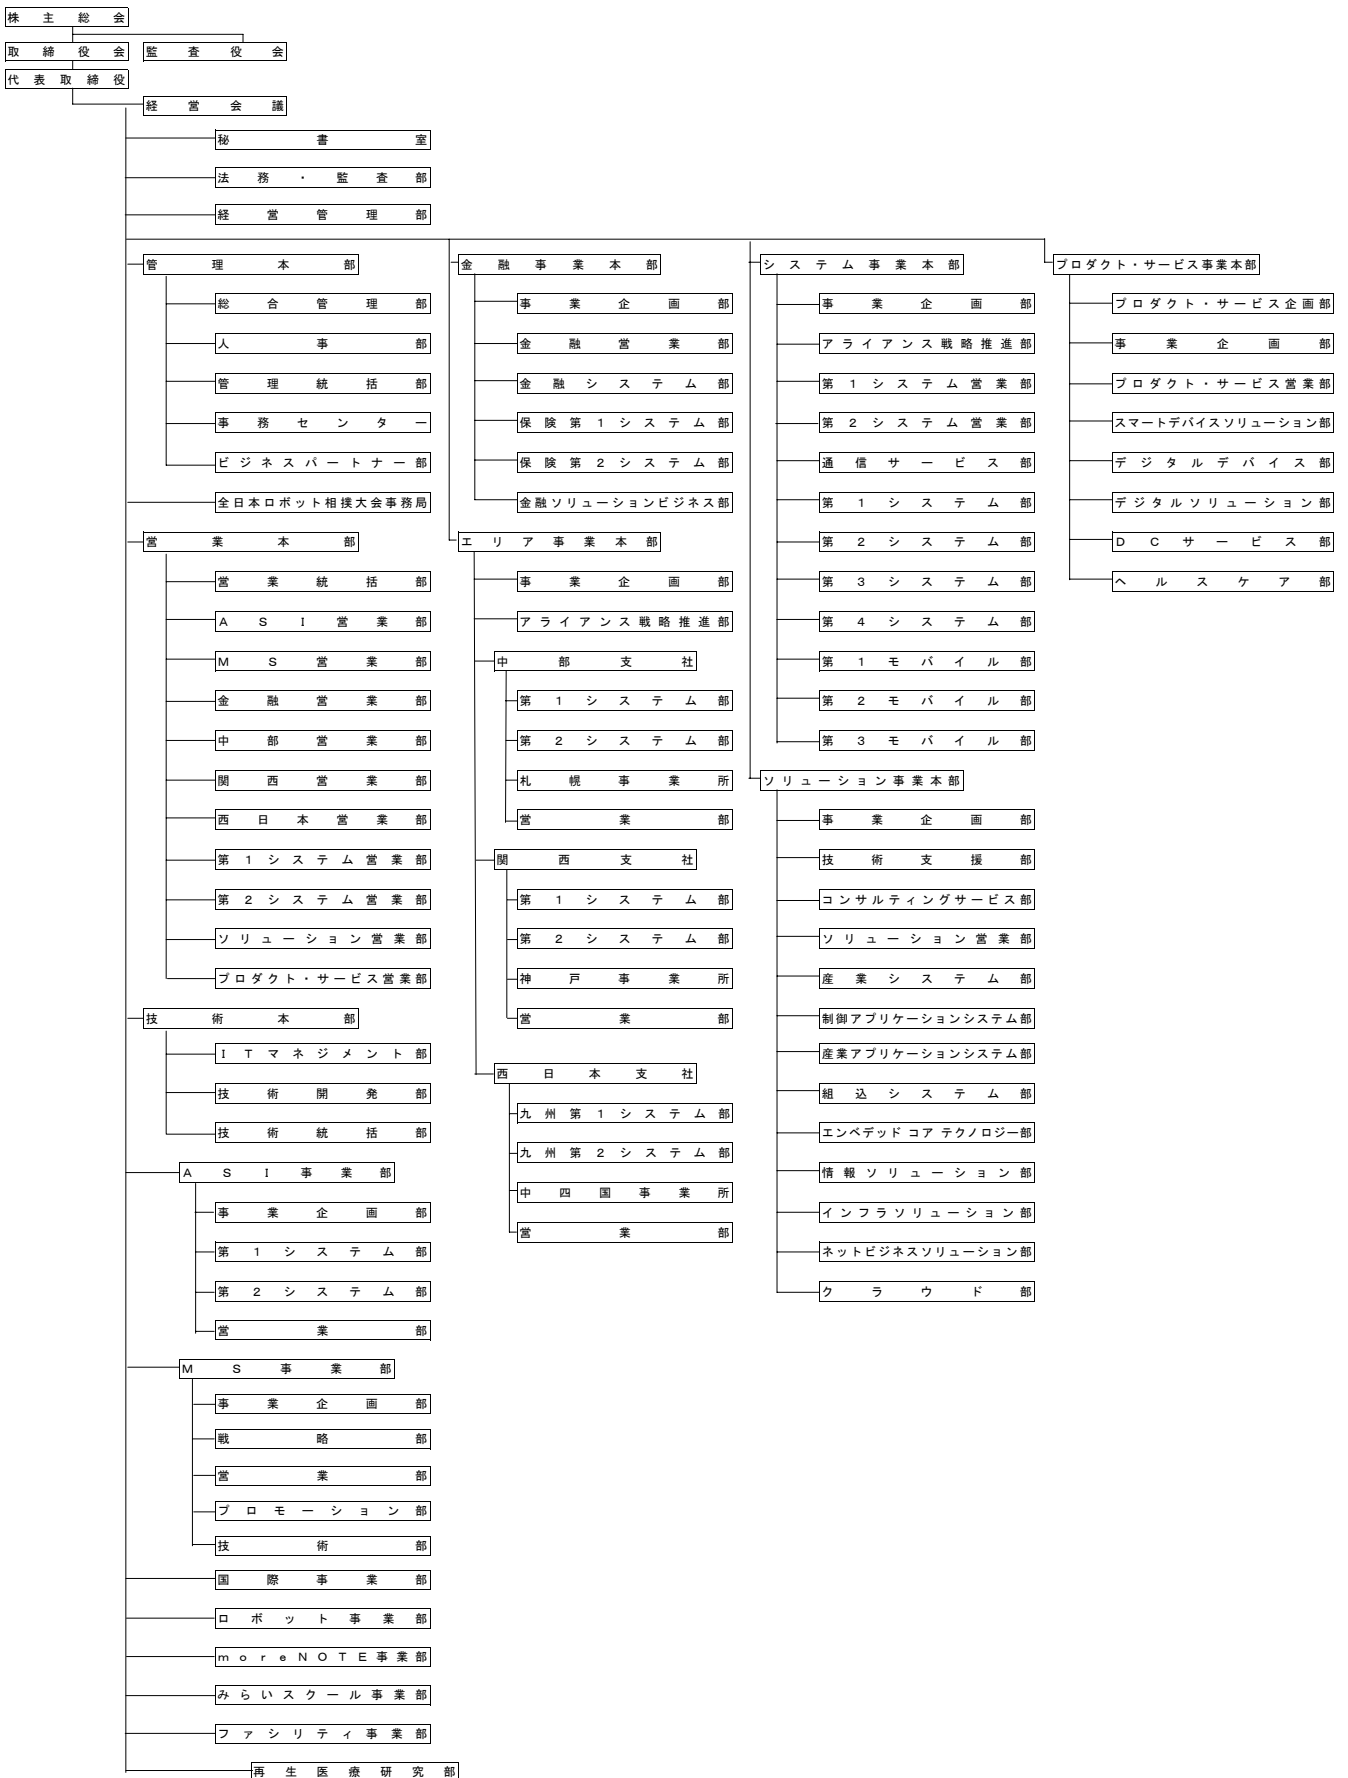 株主総会
取締役会
監査役会
代表取締役
経営会議
秘書室
法務・監査部
経営管理部
管理本部
総合管理部
人事部
管理統括部
事務センター
ビジネスパートナー部
全日本ロボット相撲大会事務局
営業本部
営業統括部
ASI営業部
MS営業部
金融営業部
中部営業部
関西営業部
西日本営業部
第1システム営業部
第2システム営業部
ソリューション営業部
プロダクト・サービス営業部
技術本部
ITマネジメント部
技術開発部
技術統括部
ASI事業部
事業企画部
第1システム部
第2システム部
営業部
MS事業部
事業企画部
戦略部
営業部
プロモーション部
技術部
国際事業部
ロボット事業部
moreNOTE事業部
みらいスクール事業部
ファシリティ事業部
再生医療研究部
金融事業本部
事業企画部
金融営業部
金融システム部
保険第1システム部
保険第2システム部
金融ソリューションビジネス部
エリア事業本部
事業企画部
アライアンス戦略推進部
中部支社
第1システム部
第2システム部
札幌事業所
営業部
関西支社
第1システム部
第2システム部
神戸事業所
営業部
西日本支社
九州第1システム部
九州第2システム部
中四国事業所
営業部
システム事業本部
事業企画部
アライアンス戦略推進部
第1システム営業部
第2システム営業部
通信サービス部
第1システム部
第2システム部
第3システム部
第4システム部
第1モバイル部
第2モバイル部
第3モバイル部
ソリューション事業本部
事業企画部
技術支援部
コンサルティングサービス部
ソリューション営業部
産業システム部
制御アプリケーションシステム部
産業アプリケーションシステム部
組込システム部
エンベデッド コア テクノロジー部
情報ソリューション部
インフラソリューション部
ネットビジネスソリューション部
クラウド部
プロダクト・サービス事業本部
プロダクト・サービス企画部
事業企画部
プロダクト・サービス営業部
スマートデバイスソリューション部
デジタルデバイス部
デジタルソリューション部
DCサービス部
ヘルスケア部